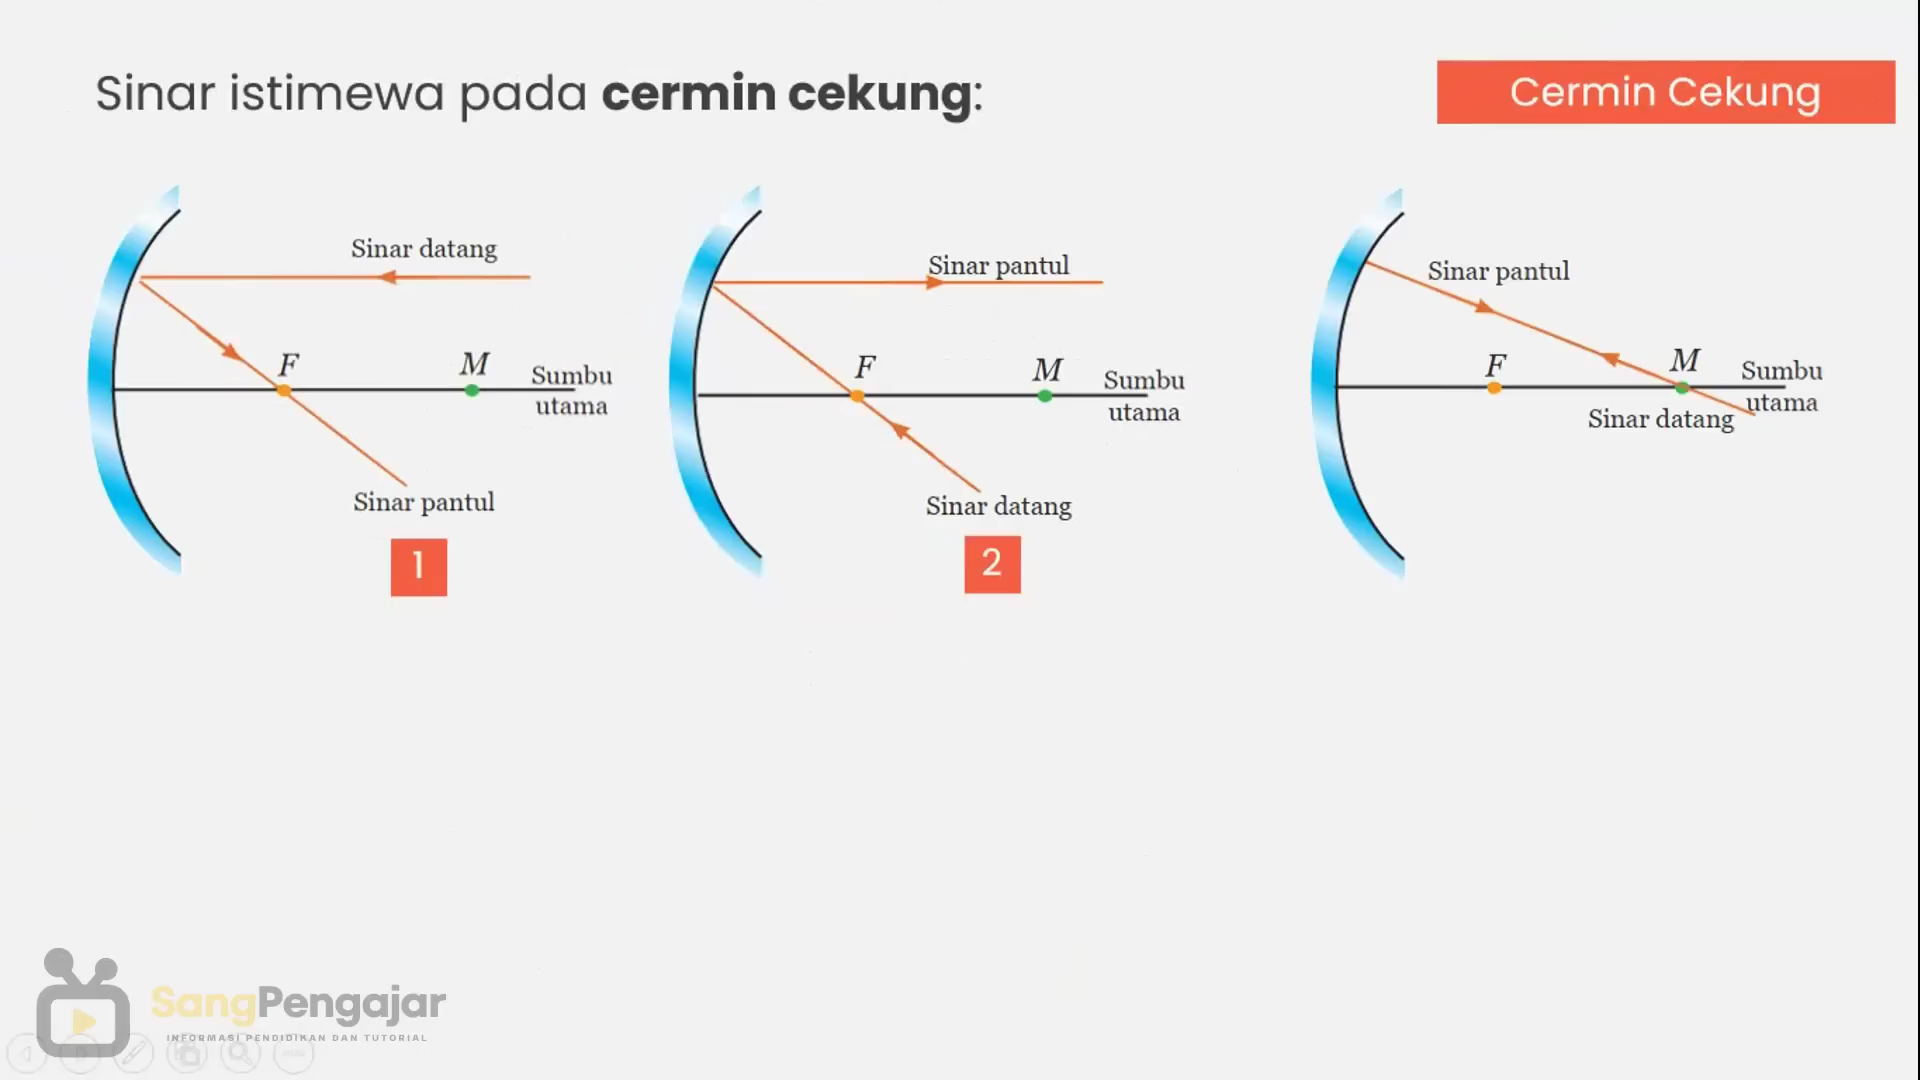 Sinar istimewa pada cermin cekung:
Cermin Cekung
Sinar datang
F
M
Sumbu
utama
Sinar pantul
1
Sinar pantul
F
M
Sumbu
utama
Sinar datang
2
Sinar pantul
F
M
Sumbu
utama
Sinar datang
SangPengajar
INFORMASI PENDIDIKAN DAN TUTORIAL